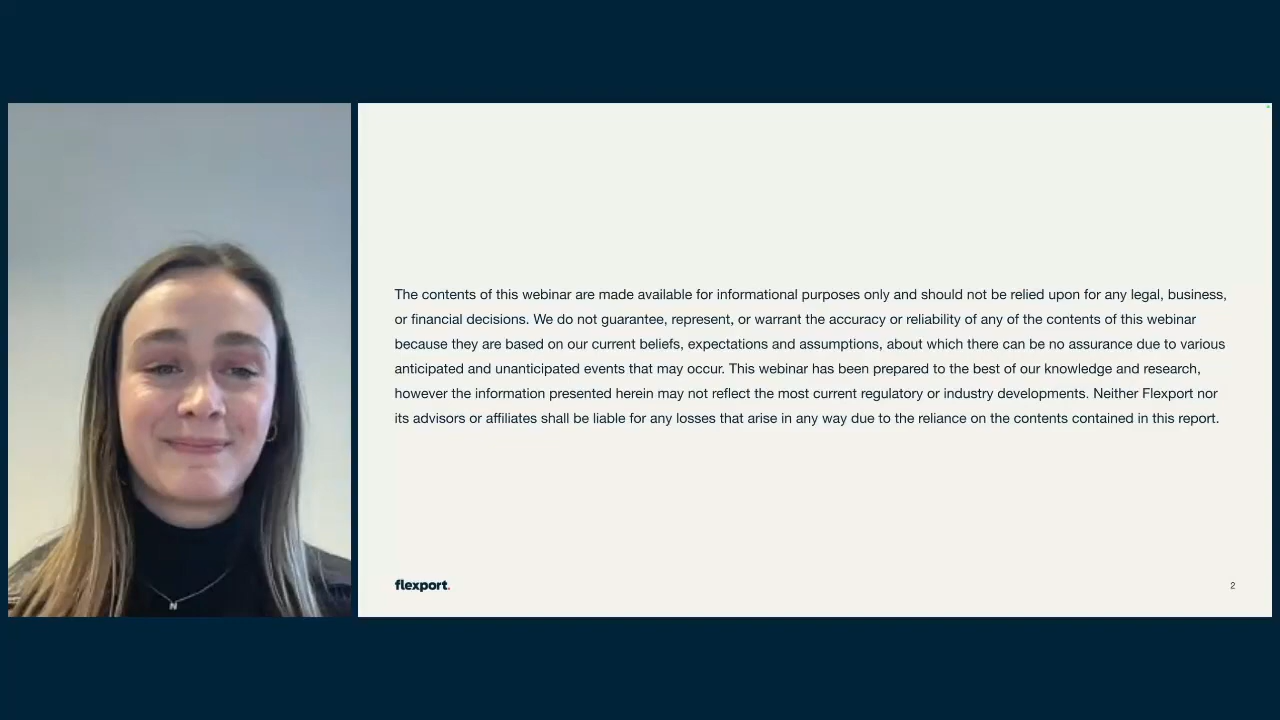 The contents of this webinar are made available for informational purposes only and should not be relied upon for any legal, business,
or financial decisions. We do not guarantee, represent, or warrant the accuracy or reliability of any of the contents of this webinar
because they are based on our current beliefs, expectations and assumptions, about which there can be no assurance due to various
anticipated and unanticipated events that may occur. This webinar has been prepared to the best of our knowledge and research,
however the information presented herein may not reflect the most current regulatory or industry developments. Neither Flexport nor
its advisors or affiliates shall be liable for any losses that arise in any way due to the reliance on the contents contained in this report.
flexport.
2
N